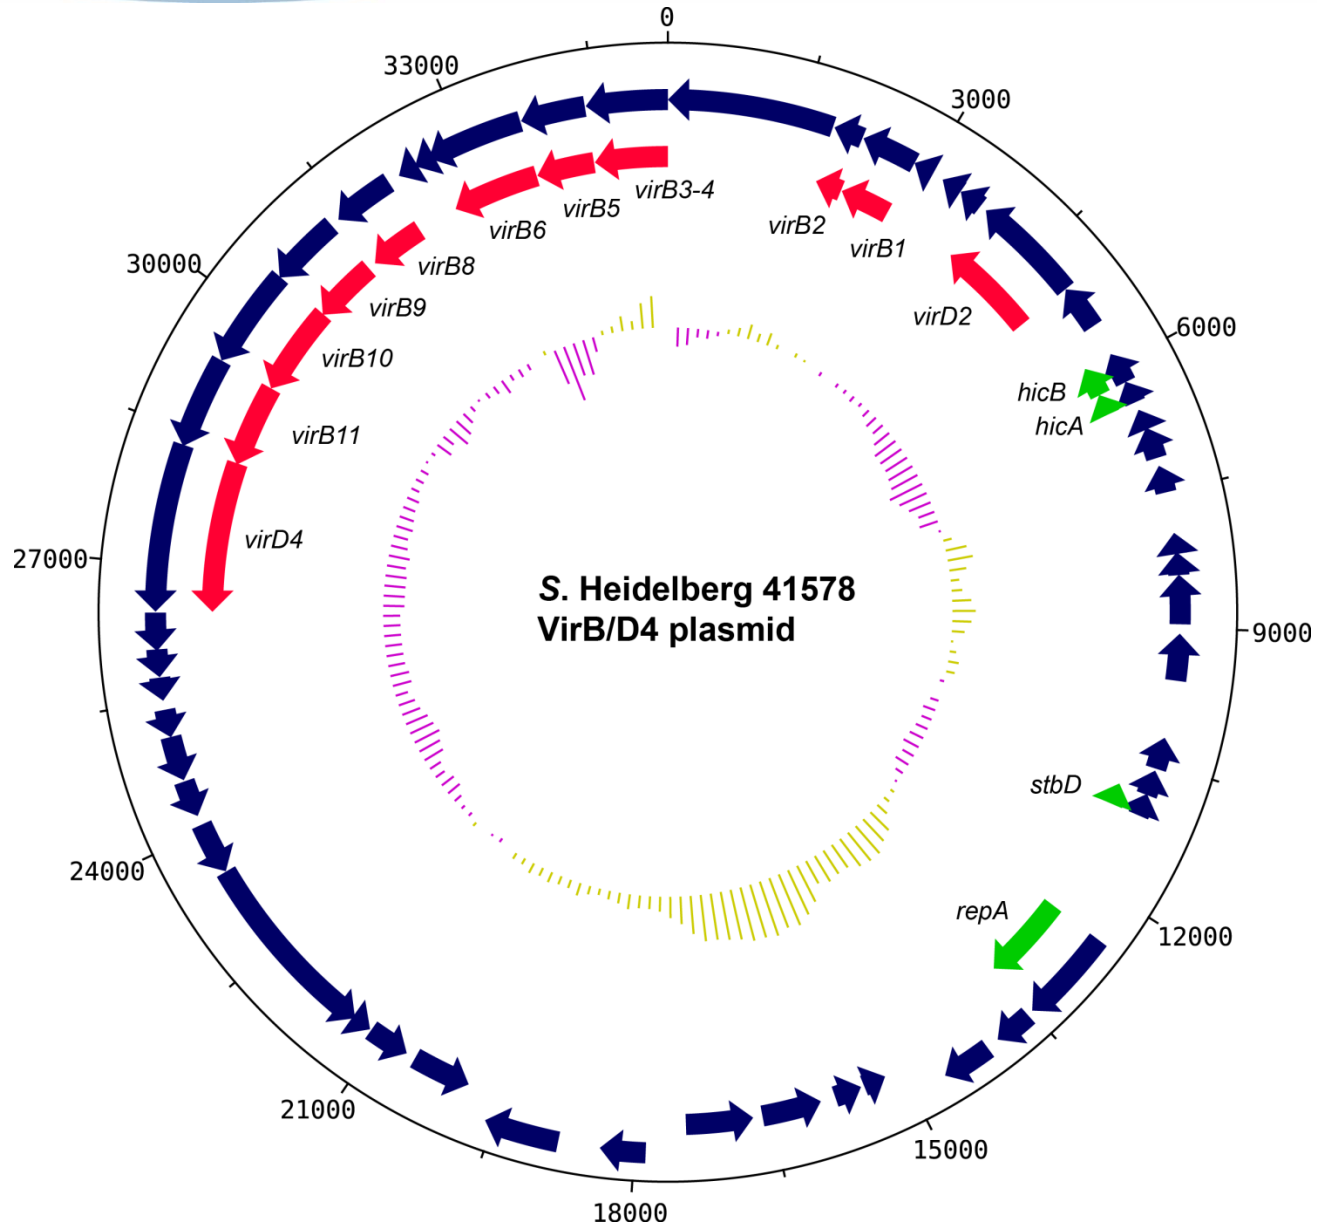 0
33000
3000
virB3-4
virB5
virB2
virB6
virB1
30000
virB8
virB9
virD2
6000
virB10
hicB
hicA
virB11
virD4
27000
S. Heidelberg 41578
VirB/D4 plasmid
9000
stbD
24000
repA
12000
21000
15000
18000